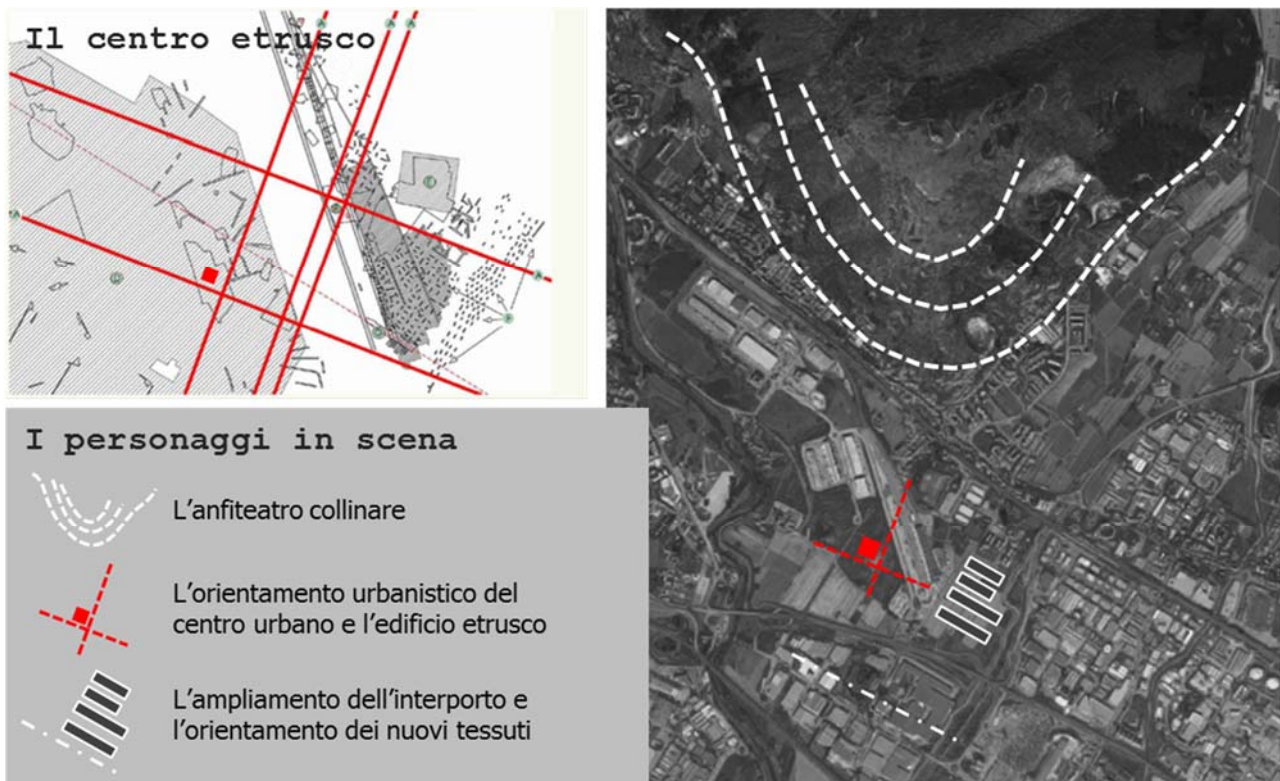 Il centro etrusco
I personaggi in scena
L'anfiteatro collinare
L'orientamento urbanistico del
centro urbano e l'edificio etrusco
L'ampliamento dell'interporto e
l'orientamento dei nuovi tessuti